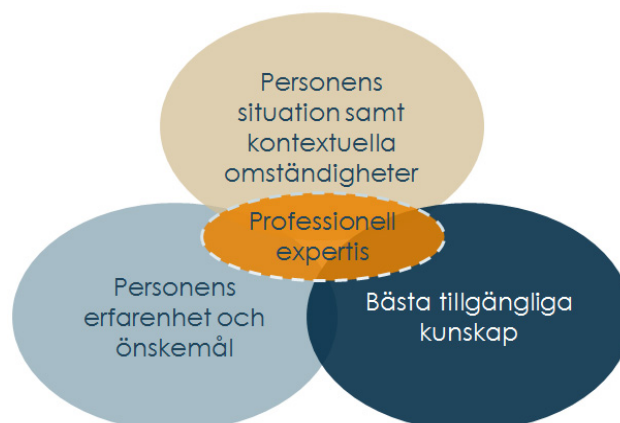 Personens
situation samt
kontextuella
omständigheter
Professionell
expertis
Personens
erfarenhet och
önskemål
Bästa tillgängliga
kunskap